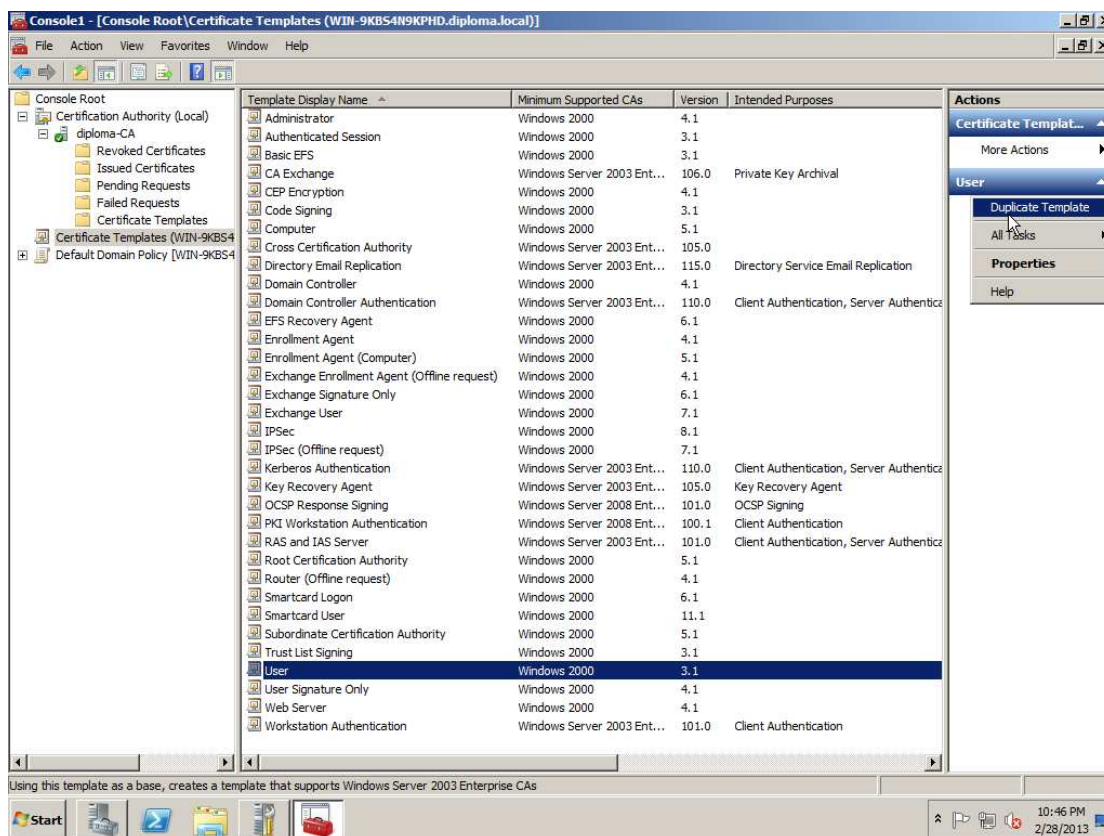 Console1 - [Console Root\Certificate Templates (WIN-9KBS4N9KPHD.diploma.local)]
File Action View Favorites Window Help
Console Root
Certification Authority (Local)
diploma-CA
Revoked Certificates
Issued Certificates
Pending Requests
Failed Requests
Certificate Templates
Certificate Templates (WIN-9KBS4
Default Domain Policy [WIN-9KBS4
Template Display Name Minimum Supported CAs Version Intended Purposes
Administrator Windows 2000 4.1
Authenticated Session Windows 2000 3.1
Basic EFS Windows 2000 3.1
CA Exchange Windows Server 2003 Ent... 106.0 Private Key Archival
CEP Encryption Windows 2000 4.1
Code Signing Windows 2000 3.1
Computer Windows 2000 5.1
Cross Certification Authority Windows Server 2003 Ent... 105.0
Directory Email Replication Windows Server 2003 Ent... 115.0 Directory Service Email Replication
Domain Controller Windows 2000 4.1
Domain Controller Authentication Windows Server 2003 Ent... 110.0 Client Authentication, Server Authentica
EFS Recovery Agent Windows 2000 6.1
Enrollment Agent Windows 2000 4.1
Enrollment Agent (Computer) Windows 2000 5.1
Exchange Enrollment Agent (Offline request) Windows 2000 4.1
Exchange Signature Only Windows 2000 6.1
Exchange User Windows 2000 7.1
IPSec Windows 2000 8.1
IPSec (Offline request) Windows 2000 7.1
Kerberos Authentication Windows Server 2003 Ent... 110.0 Client Authentication, Server Authentica
Key Recovery Agent Windows Server 2003 Ent... 105.0 Key Recovery Agent
OCSP Response Signing Windows Server 2008 Ent... 101.0 OCSP Signing
PKI Workstation Authentication Windows Server 2008 Ent... 100.1 Client Authentication
RAS and IAS Server Windows Server 2003 Ent... 101.0 Client Authentication, Server Authentica
Root Certification Authority Windows 2000 5.1
Router (Offline request) Windows 2000 4.1
Smartcard Logon Windows 2000 6.1
Smartcard User Windows 2000 11.1
Subordinate Certification Authority Windows 2000 5.1
Trust List Signing Windows 2000 3.1
User Windows 2000 3.1
User Signature Only Windows 2000 4.1
Web Server Windows 2000 4.1
Workstation Authentication Windows Server 2003 Ent... 101.0 Client Authentication
Actions
Certificate Templat...
More Actions
User
Duplicate Template
All Tasks
Properties
Help
Using this template as a base, creates a template that supports Windows Server 2003 Enterprise CAs
Start
10:46 PM
2/28/2013